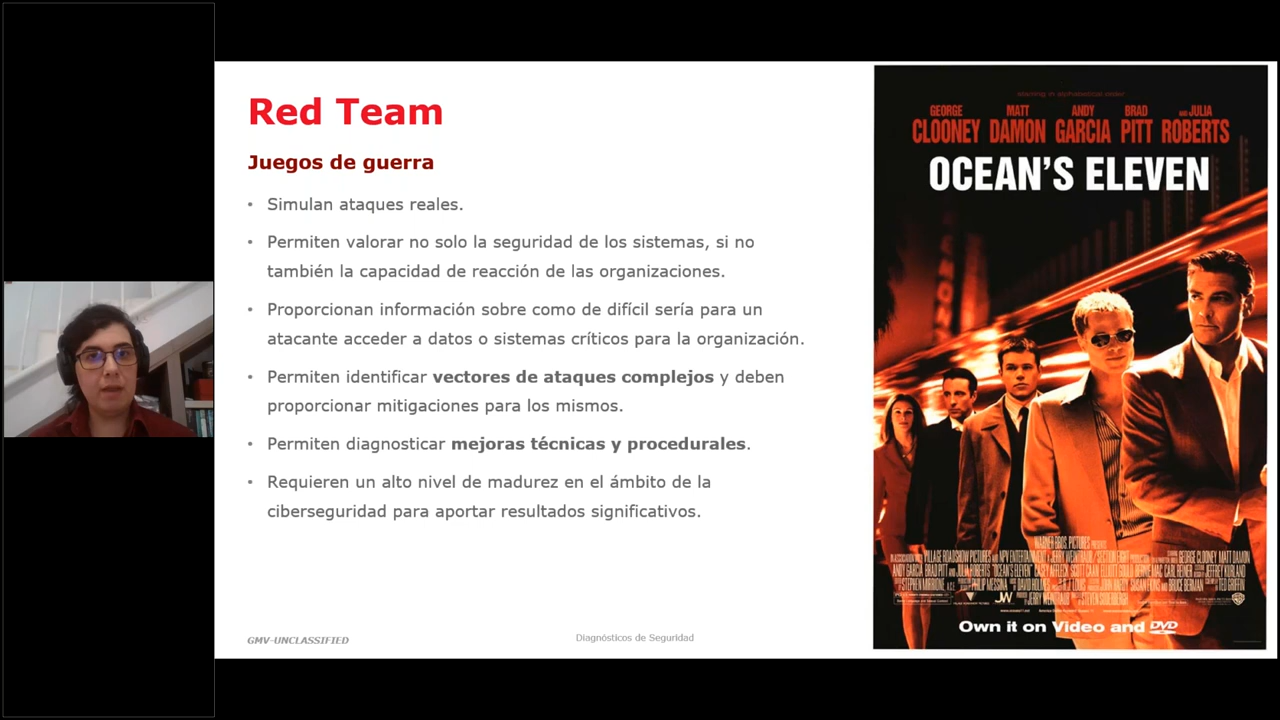 Red Team
Juegos de guerra
• Simulan ataques reales.
• Permiten valorar no solo la seguridad de los sistemas, si no
también la capacidad de reacción de las organizaciones.
• Proporcionan información sobre como de difícil sería para un
atacante acceder a datos o sistemas críticos para la organización.
• Permiten identificar vectores de ataques complejos y deben
proporcionar mitigaciones para los mismos.
• Permiten diagnosticar mejoras técnicas y procedurales.
• Requieren un alto nivel de madurez en el ámbito de la
ciberseguridad para aportar resultados significativos.
GMV-UNCLASSIFIED
Diagnósticos de Seguridad
GEORGE MATT ANDY BRAD AND JULIA
CLOONEY DAMON GARCIA PITT ROBERTS
OCEAN'S ELEVEN
WARNER BROS. PICTURES
Own it on Video and DVD